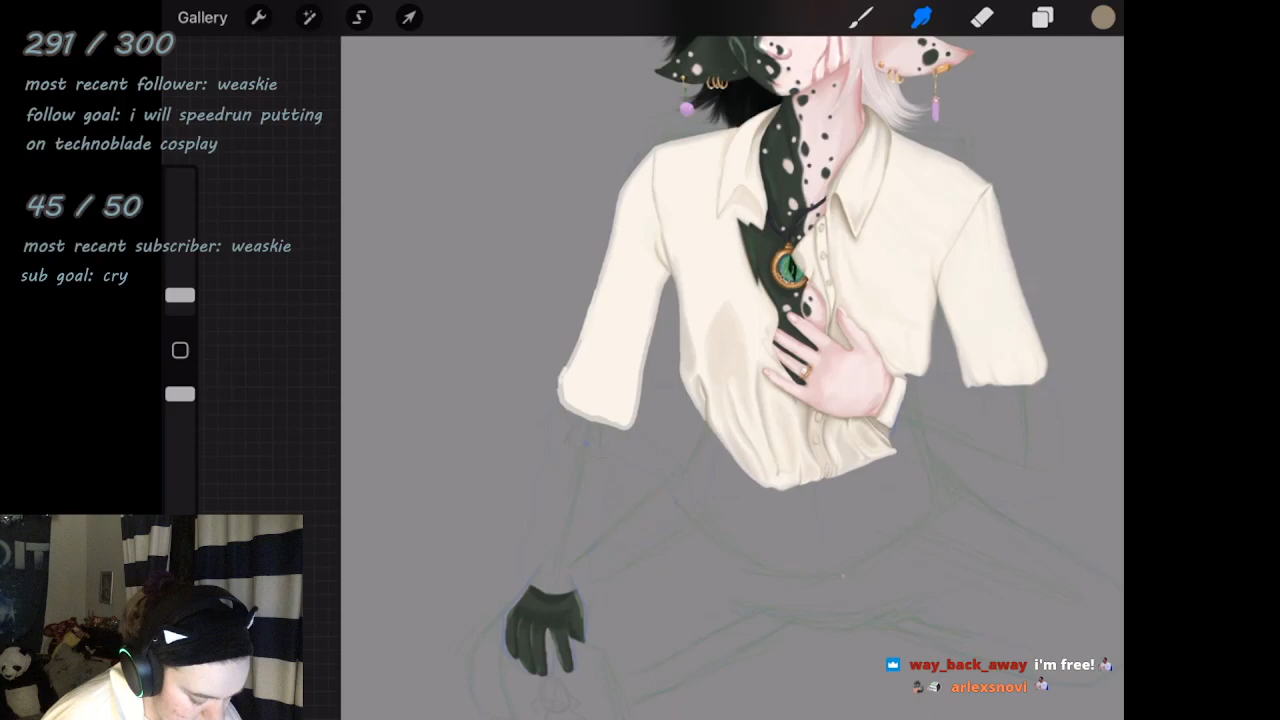 Gallery
291 / 300
most recent follower: weaskie
follow goal: i will speedrun putting
on technoblade cosplay
45 / 50
most recent subscriber: weaskie
sub goal: cry
way_back_away i'm free!
arlexsnovi